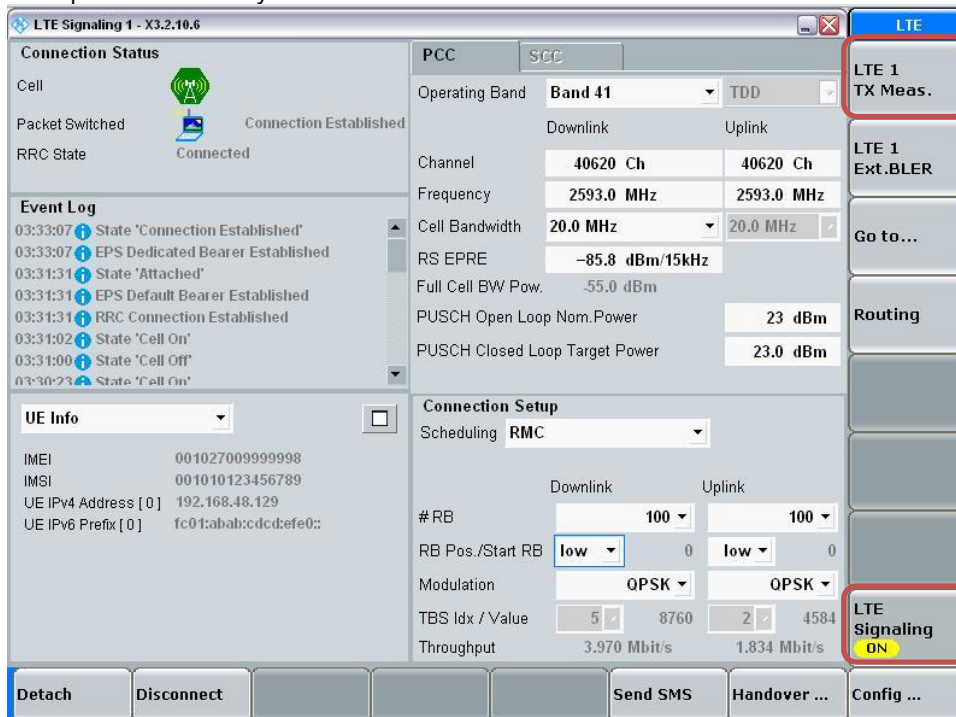 LTE Signaling 1 - X3.2.10.6
LTE
Connection Status
Cell
Packet Switched Connection Established
RRC State Connected
Event Log
03:33:07 State 'Connection Established'
03:33:07 EPS Dedicated Bearer Established
03:31:31 State 'Attached'
03:31:31 EPS Default Bearer Established
03:31:31 RRC Connection Established
03:31:02 State 'Cell On'
03:31:00 State 'Cell Off'
03:30:23 State 'Cell On'
UE Info
IMEI 001027009999998
IMSI 001010123456789
UE IPv4 Address [ 0 ] 192.168.48.129
UE IPv6 Prefix [ 0 ] fc01:abab:cdcd:efe0::
PCC SCC
Operating Band Band 41 TDD
Downlink Uplink
Channel 40620 Ch 40620 Ch
Frequency 2593.0 MHz 2593.0 MHz
Cell Bandwidth 20.0 MHz 20.0 MHz
RS EPRE −85.8 dBm/15kHz
Full Cell BW Pow. -55.0 dBm
PUSCH Open Loop Nom.Power 23 dBm
PUSCH Closed Loop Target Power 23.0 dBm
Connection Setup
Scheduling RMC
Downlink Uplink
# RB 100 100
RB Pos./Start RB low 0 low 0
Modulation QPSK QPSK
TBS Idx / Value 5 8760 2 4584
Throughput 3.970 Mbit/s 1.834 Mbit/s
LTE 1
TX Meas.
LTE 1
Ext.BLER
Go to...
Routing
LTE
Signaling
ON
Detach Disconnect Send SMS Handover ... Config ...